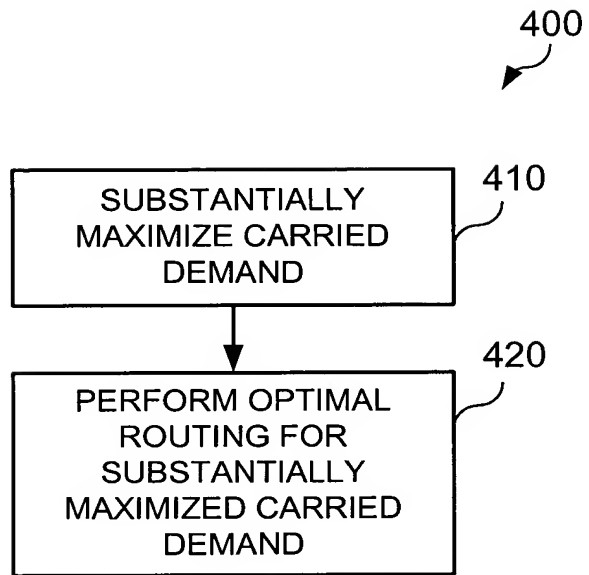 400
410
SUBSTANTIALLY
MAXIMIZE CARRIED
DEMAND
420
PERFORM OPTIMAL
ROUTING FOR
SUBSTANTIALLY
MAXIMIZED CARRIED
DEMAND